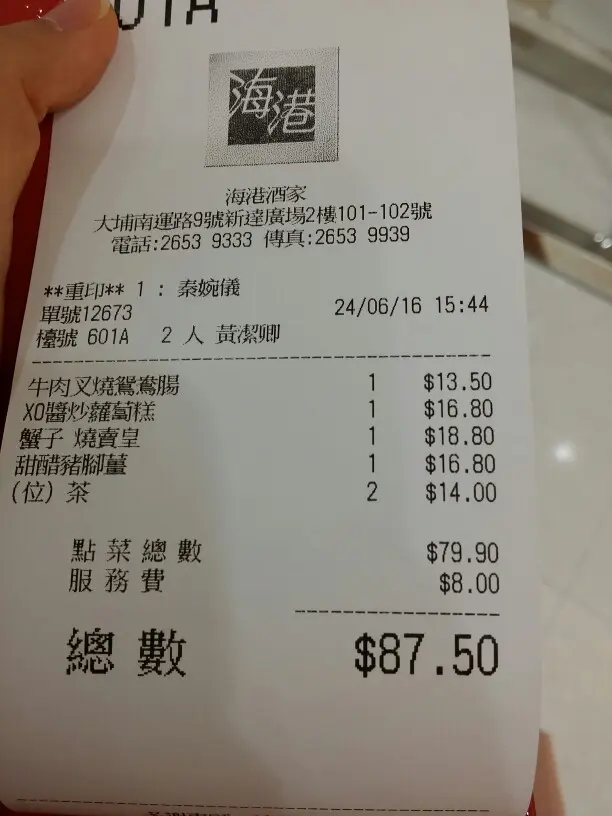 01A
海港
海港酒家
大埔南運路9號新達廣場2樓101-102號
電話:2653 9333 傳真:2653 9939
**重印** 1 : 秦婉儀
單號12673 24/06/16 15:44
檯號 601A 2 人 黃潔卿
牛肉叉燒鴛鴦腸 1 $13.50
XO醬炒蘿蔔糕 1 $16.80
蟹子 燒賣皇 1 $18.80
甜醋豬腳薑 1 $16.80
(位) 茶 2 $14.00
點菜總數 $79.90
服務費 $8.00
總數 $87.50